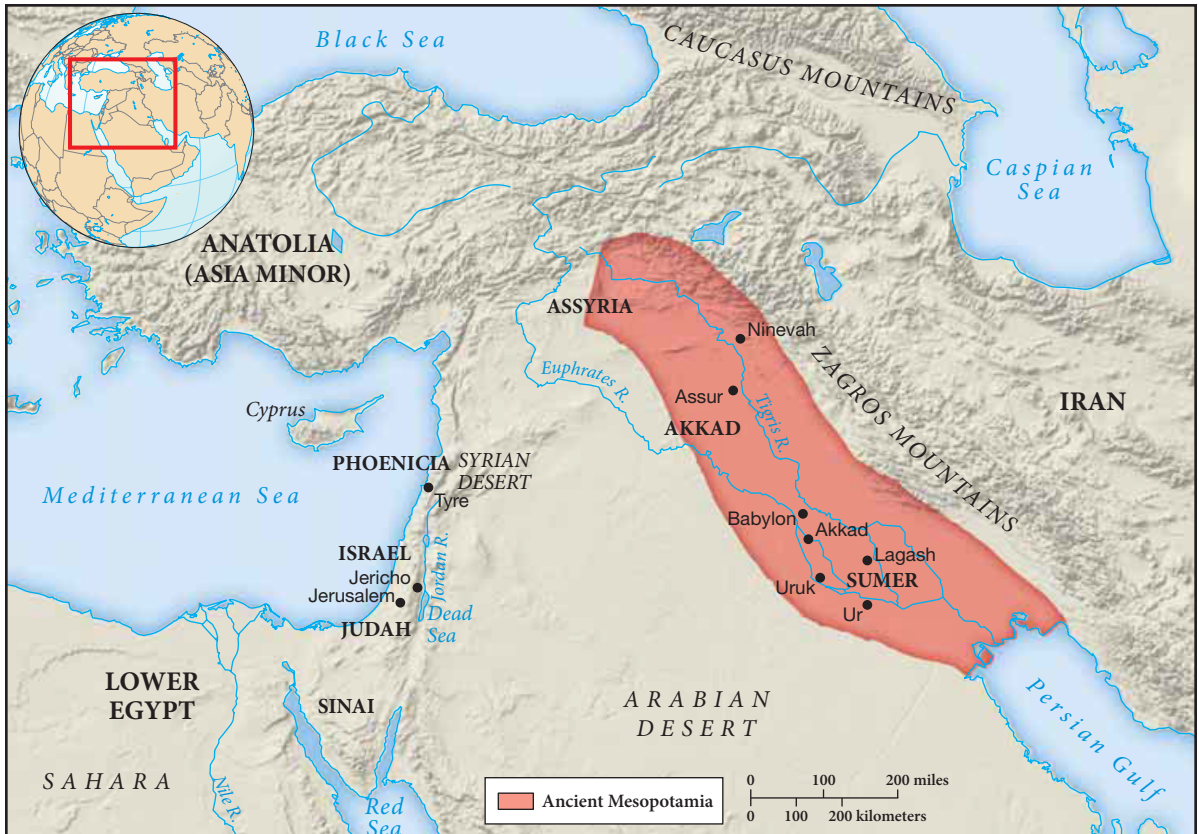 Black Sea
CAUCASUS MOUNTAINS
Caspian
Sea
ANATOLIA
(ASIA MINOR)
ASSYRIA
Ninevah
ZAGROS MOUNTAINS
IRAN
Euphrates R.
Assur
Tigris R.
AKKAD
Cyprus
PHOENICIA
SYRIAN
DESERT
Mediterranean Sea
Tyre
Babylon
Akkad
Lagash
SUMER
Uruk
Ur
ISRAEL
Jericho
Jordan R.
Jerusalem
Dead
Sea
JUDAH
LOWER
EGYPT
SINAI
ARABIAN
DESERT
Persian Gulf
SAHARA
Nile R.
Red
Sea
Ancient Mesopotamia
0 100 200 miles
0 100 200 kilometers